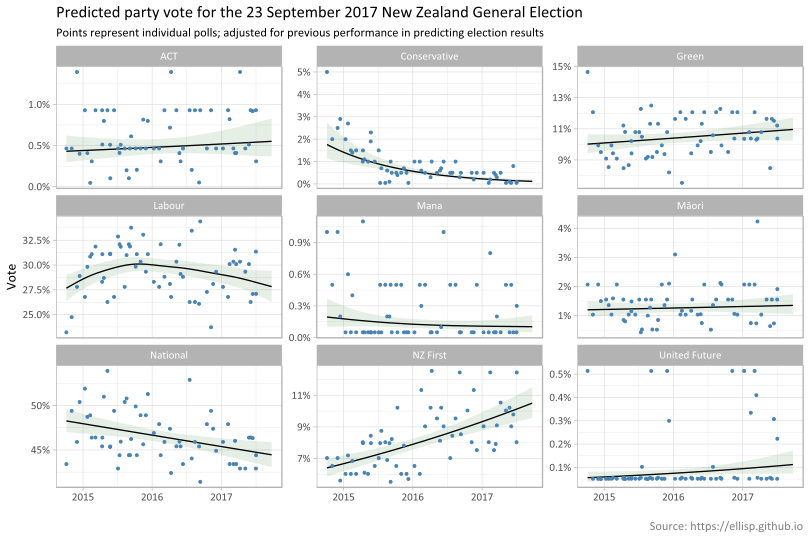 Predicted party vote for the 23 September 2017 New Zealand General Election
Points represent individual polls; adjusted for previous performance in predicting election results
ACT
Conservative
Green
1.0%
0.5%
0.0%
5%
4%
3%
2%
1%
0%
15%
13%
11%
9%
Labour
Mana
Māori
32.5%
30.0%
27.5%
25.0%
0.9%
0.6%
0.3%
0.0%
4%
3%
2%
1%
Vote
National
NZ First
United Future
50%
45%
11%
9%
7%
0.5%
0.4%
0.3%
0.2%
0.1%
2015 2016 2017
2015 2016 2017
2015 2016 2017
Source: https://ellisp.github.io